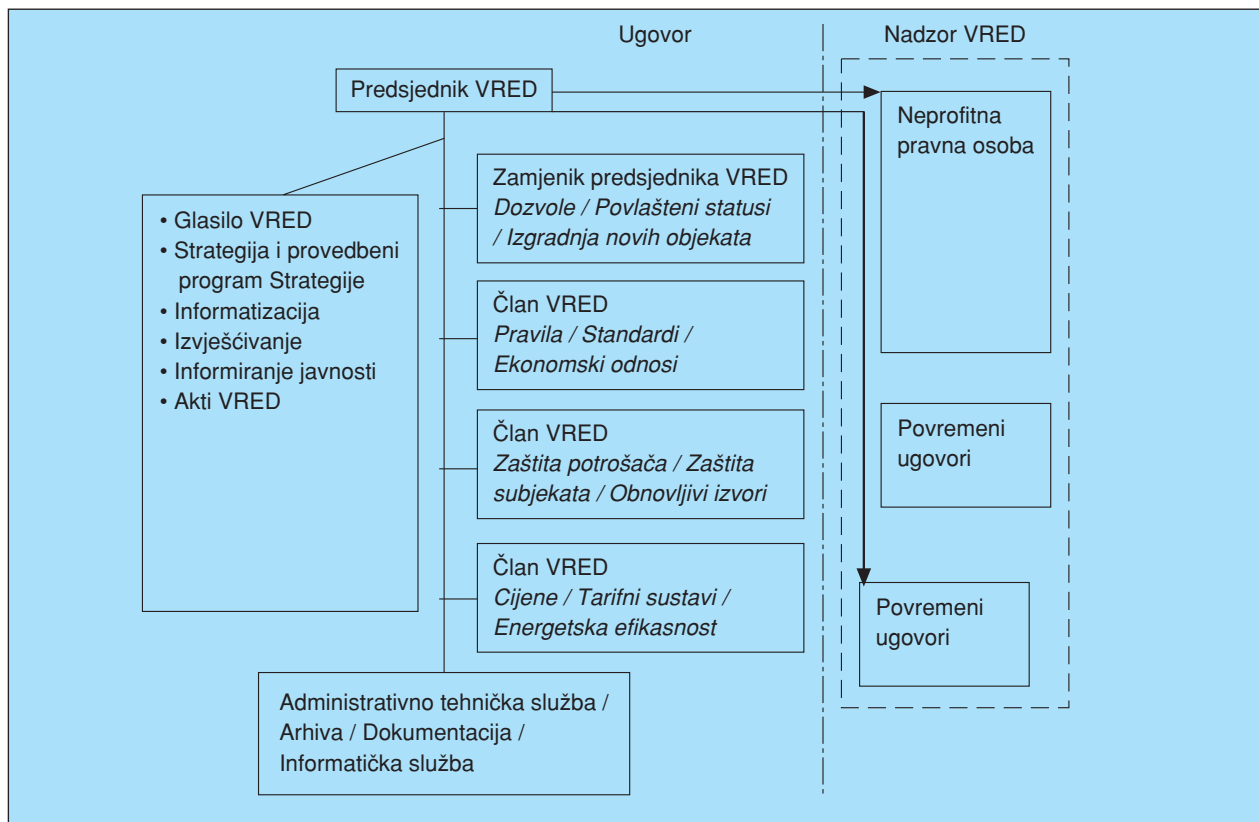 Ugovor
Nadzor VRED
Predsjednik VRED
• Glasilo VRED
• Strategija i provedbeni
program Strategije
• Informatizacija
• Izvješćivanje
• Informiranje javnosti
• Akti VRED
Zamjenik predsjednika VRED
Dozvole / Povlašteni statusi
/ Izgradnja novih objekata
Član VRED
Pravila / Standardi /
Ekonomski odnosi
Član VRED
Zaštita potrošača / Zaštita
subjekata / Obnovljivi izvori
Član VRED
Cijene / Tarifni sustavi /
Energetska efikasnost
Administrativno tehnička služba /
Arhiva / Dokumentacija /
Informatička služba
Neprofitna
pravna osoba
Povremeni
ugovori
Povremeni
ugovori